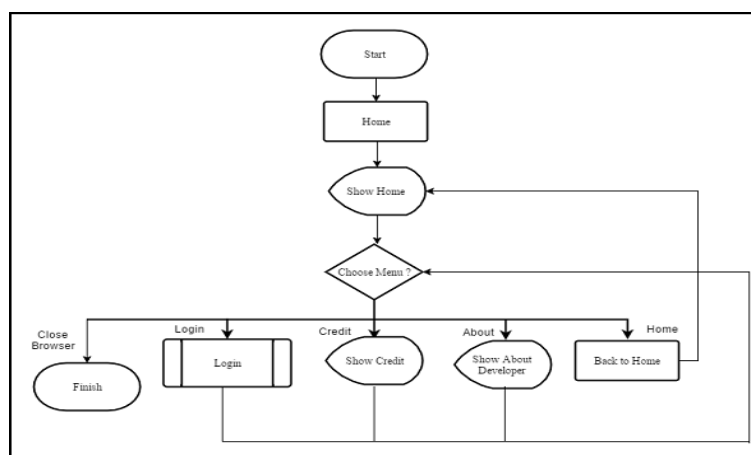 Start
Home
Show Home
Choose Menu ?
Close
Browser
Login
Credit
About
Home
Finish
Login
Show Credit
Show About
Developer
Back to Home